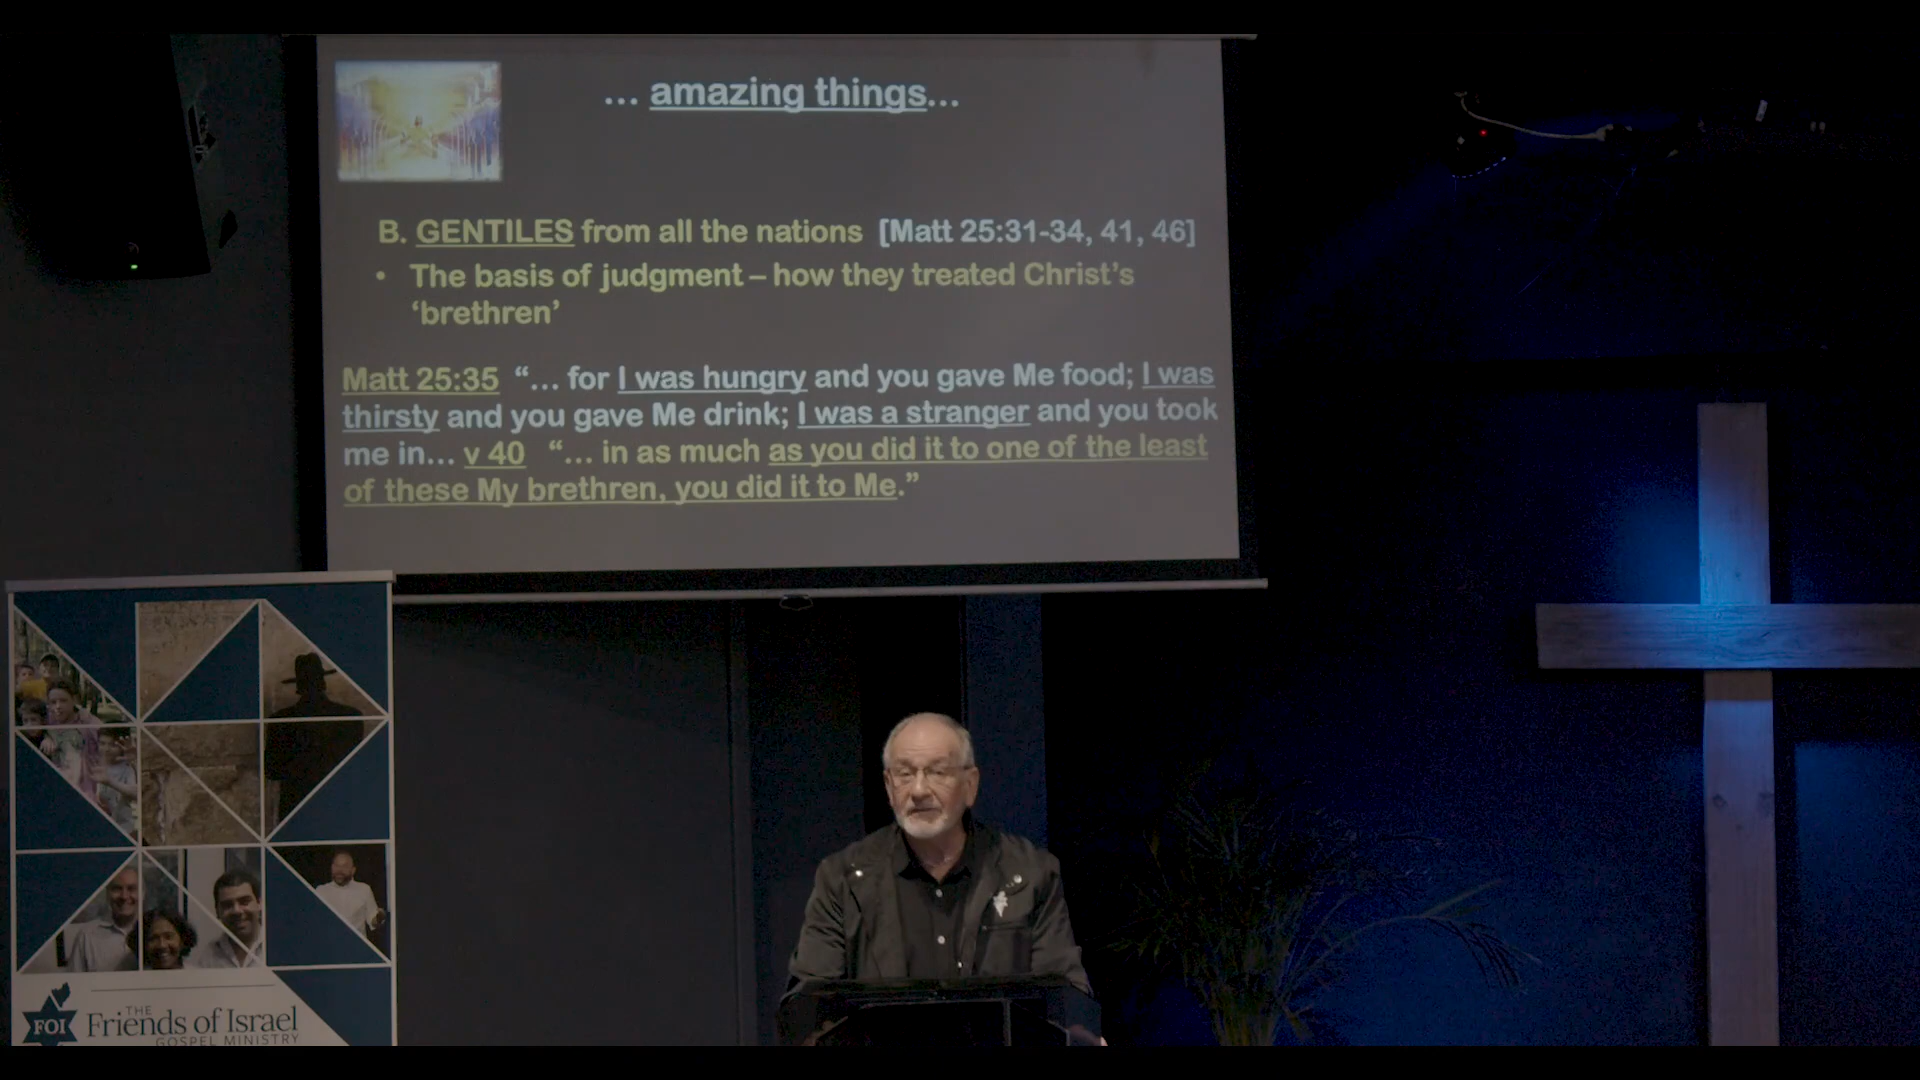 ... amazing things...
B. GENTILES from all the nations [Matt 25:31-34, 41, 46]
• The basis of judgment – how they treated Christ’s
‘brethren’
Matt 25:35 “... for I was hungry and you gave Me food; I was
thirsty and you gave Me drink; I was a stranger and you took
me in... v 40 “... in as much as you did it to one of the least
of these My brethren, you did it to Me.”
FOI
THE
Friends of Israel
GOSPEL MINISTRY